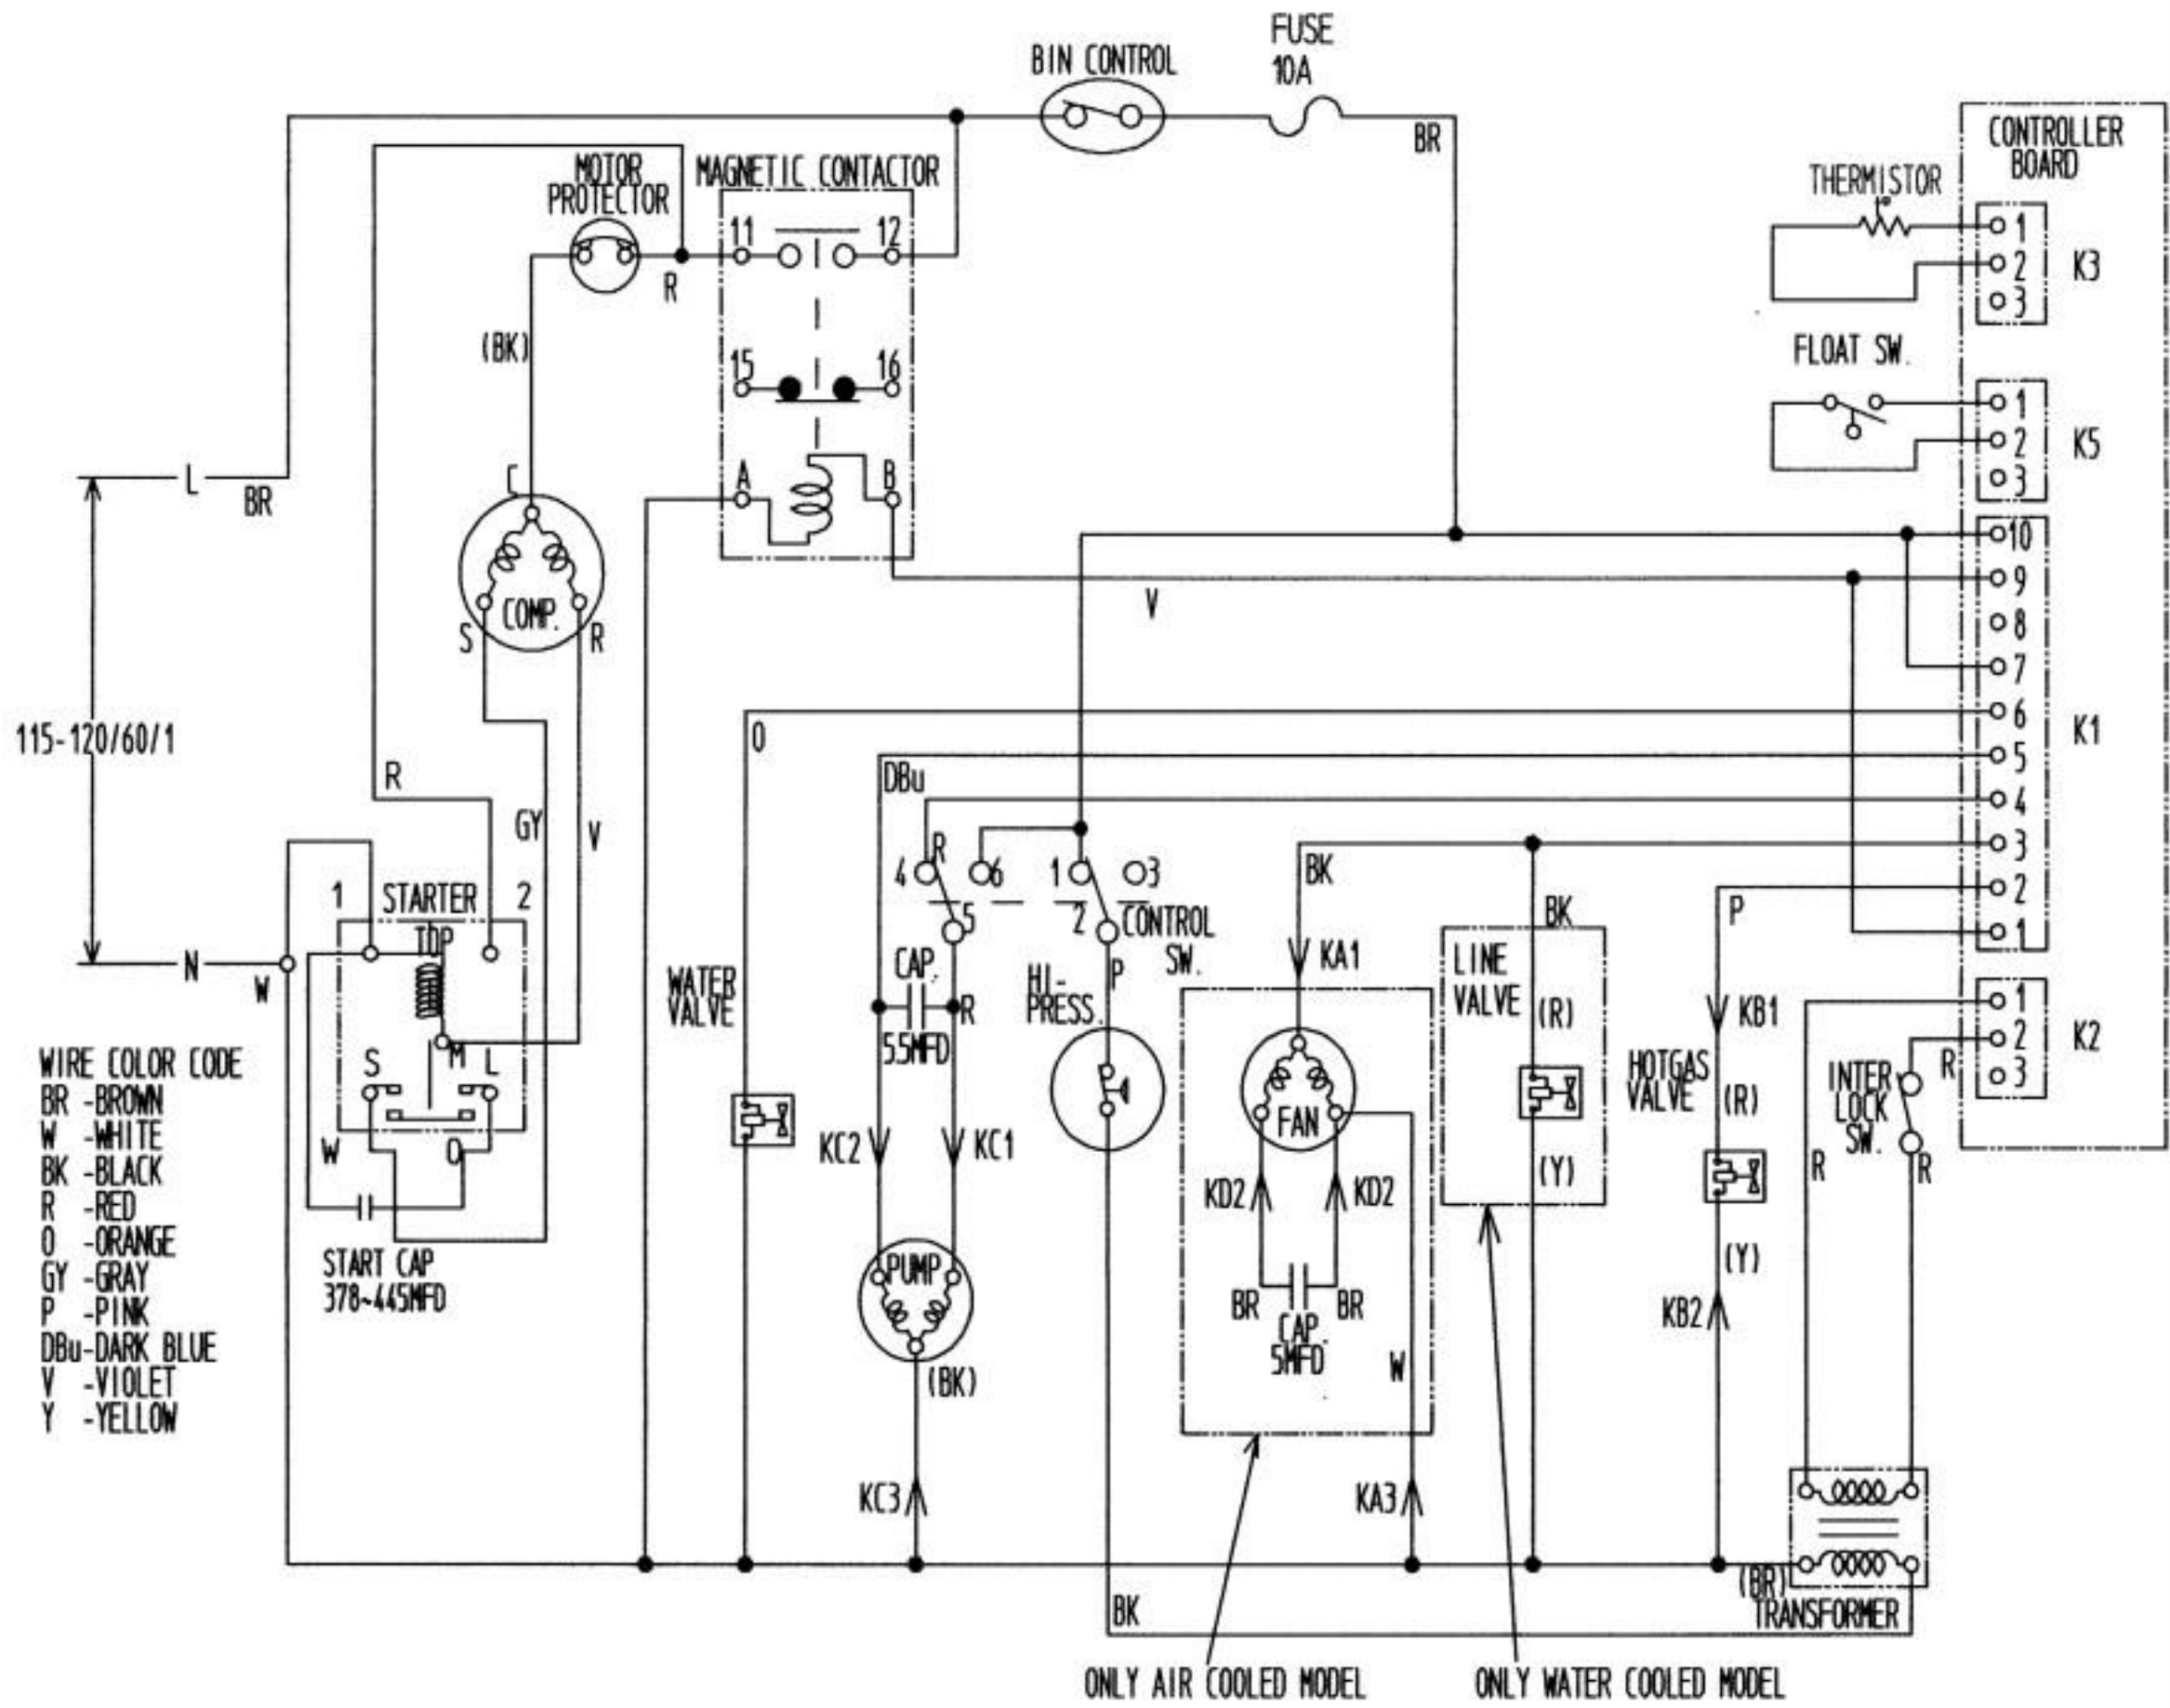 FUSE
10A
BIN CONTROL
BR
CONTROLLER
BOARD
MOTOR
PROTECTOR
MAGNETIC CONTACTOR
THERMISTOR
11
12
R
1
2
3
K3
(BK)
15
16
FLOAT SW.
1
2
3
K5
C
A
B
L
BR
COMP.
S
R
V
10
9
8
7
6
5
4
3
2
1
K1
115-120/60/1
O
DBu
R
GY
V
R
4
6
1
3
5
2
CONTROL
SW.
BK
KA1
BK
P
1
STARTER
2
TOP
N
W
WATER
VALVE
CAP.
R
55MFD
HI-
PRESS.
P
LINE
VALVE
(R)
(Y)
KB1
HOTGAS
VALVE
(R)
(Y)
KB2
1
2
3
K2
INTER
LOCK
SW.
R
R
R
S
M
L
W
O
START CAP
378~445MFD
KC2
KC1
PUMP
(BK)
KC3
FAN
KD2
KD2
BR
BR
CAP.
5MFD
W
KA3
WIRE COLOR CODE
BR -BROWN
W -WHITE
BK -BLACK
R -RED
O -ORANGE
GY -GRAY
P -PINK
DBu-DARK BLUE
V -VIOLET
Y -YELLOW
(BR)
TRANSFORMER
BK
ONLY AIR COOLED MODEL
ONLY WATER COOLED MODEL